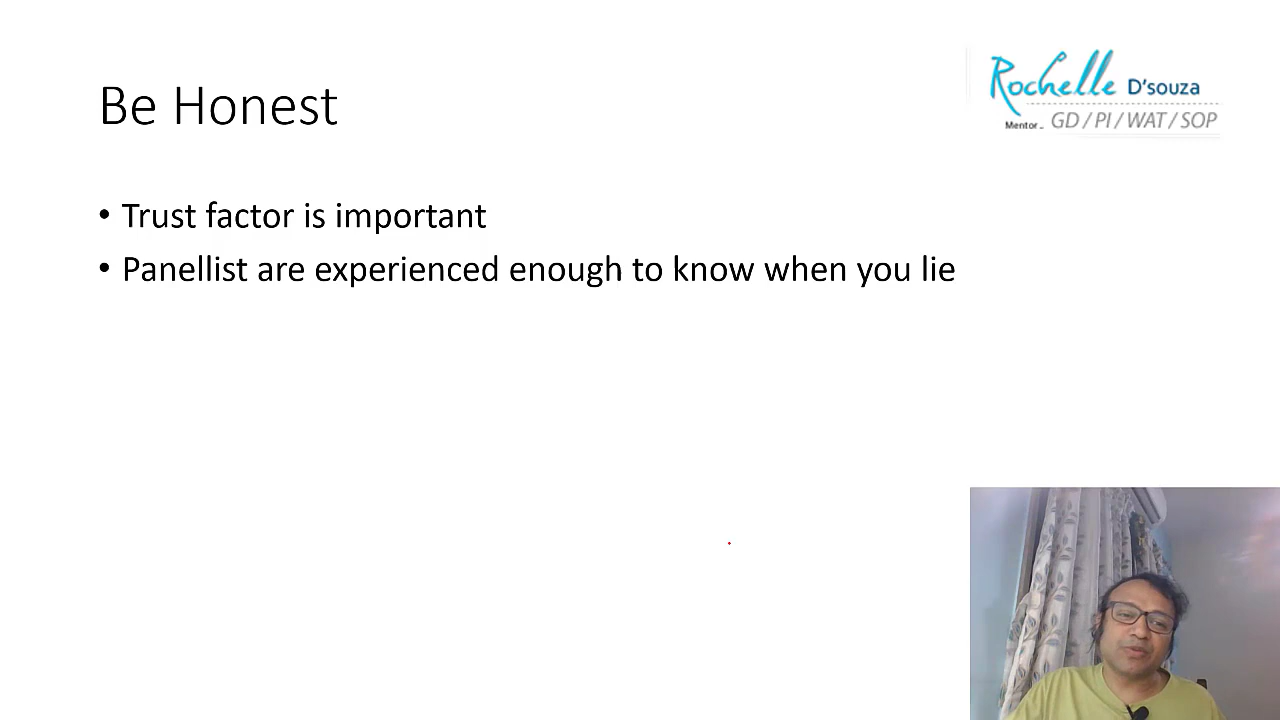 Be Honest
Rochelle D'souza
Mentor.. GD / PI / WAT / SOP
• Trust factor is important
• Panellist are experienced enough to know when you lie